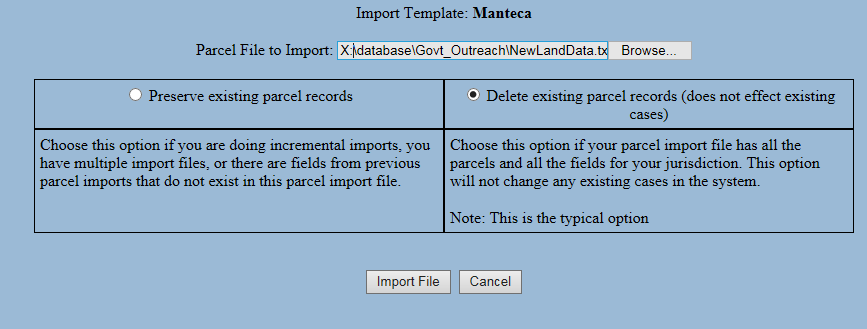 Import Template: Manteca
Parcel File to Import: X:\database\Govt_Outreach\NewLandData.tx Browse...
Preserve existing parcel records
Delete existing parcel records (does not effect existing
cases)
Choose this option if you are doing incremental imports, you
have multiple import files, or there are fields from previous
parcel imports that do not exist in this parcel import file.
Choose this option if your parcel import file has all the
parcels and all the fields for your jurisdiction. This option
will not change any existing cases in the system.
Note: This is the typical option
Import File Cancel